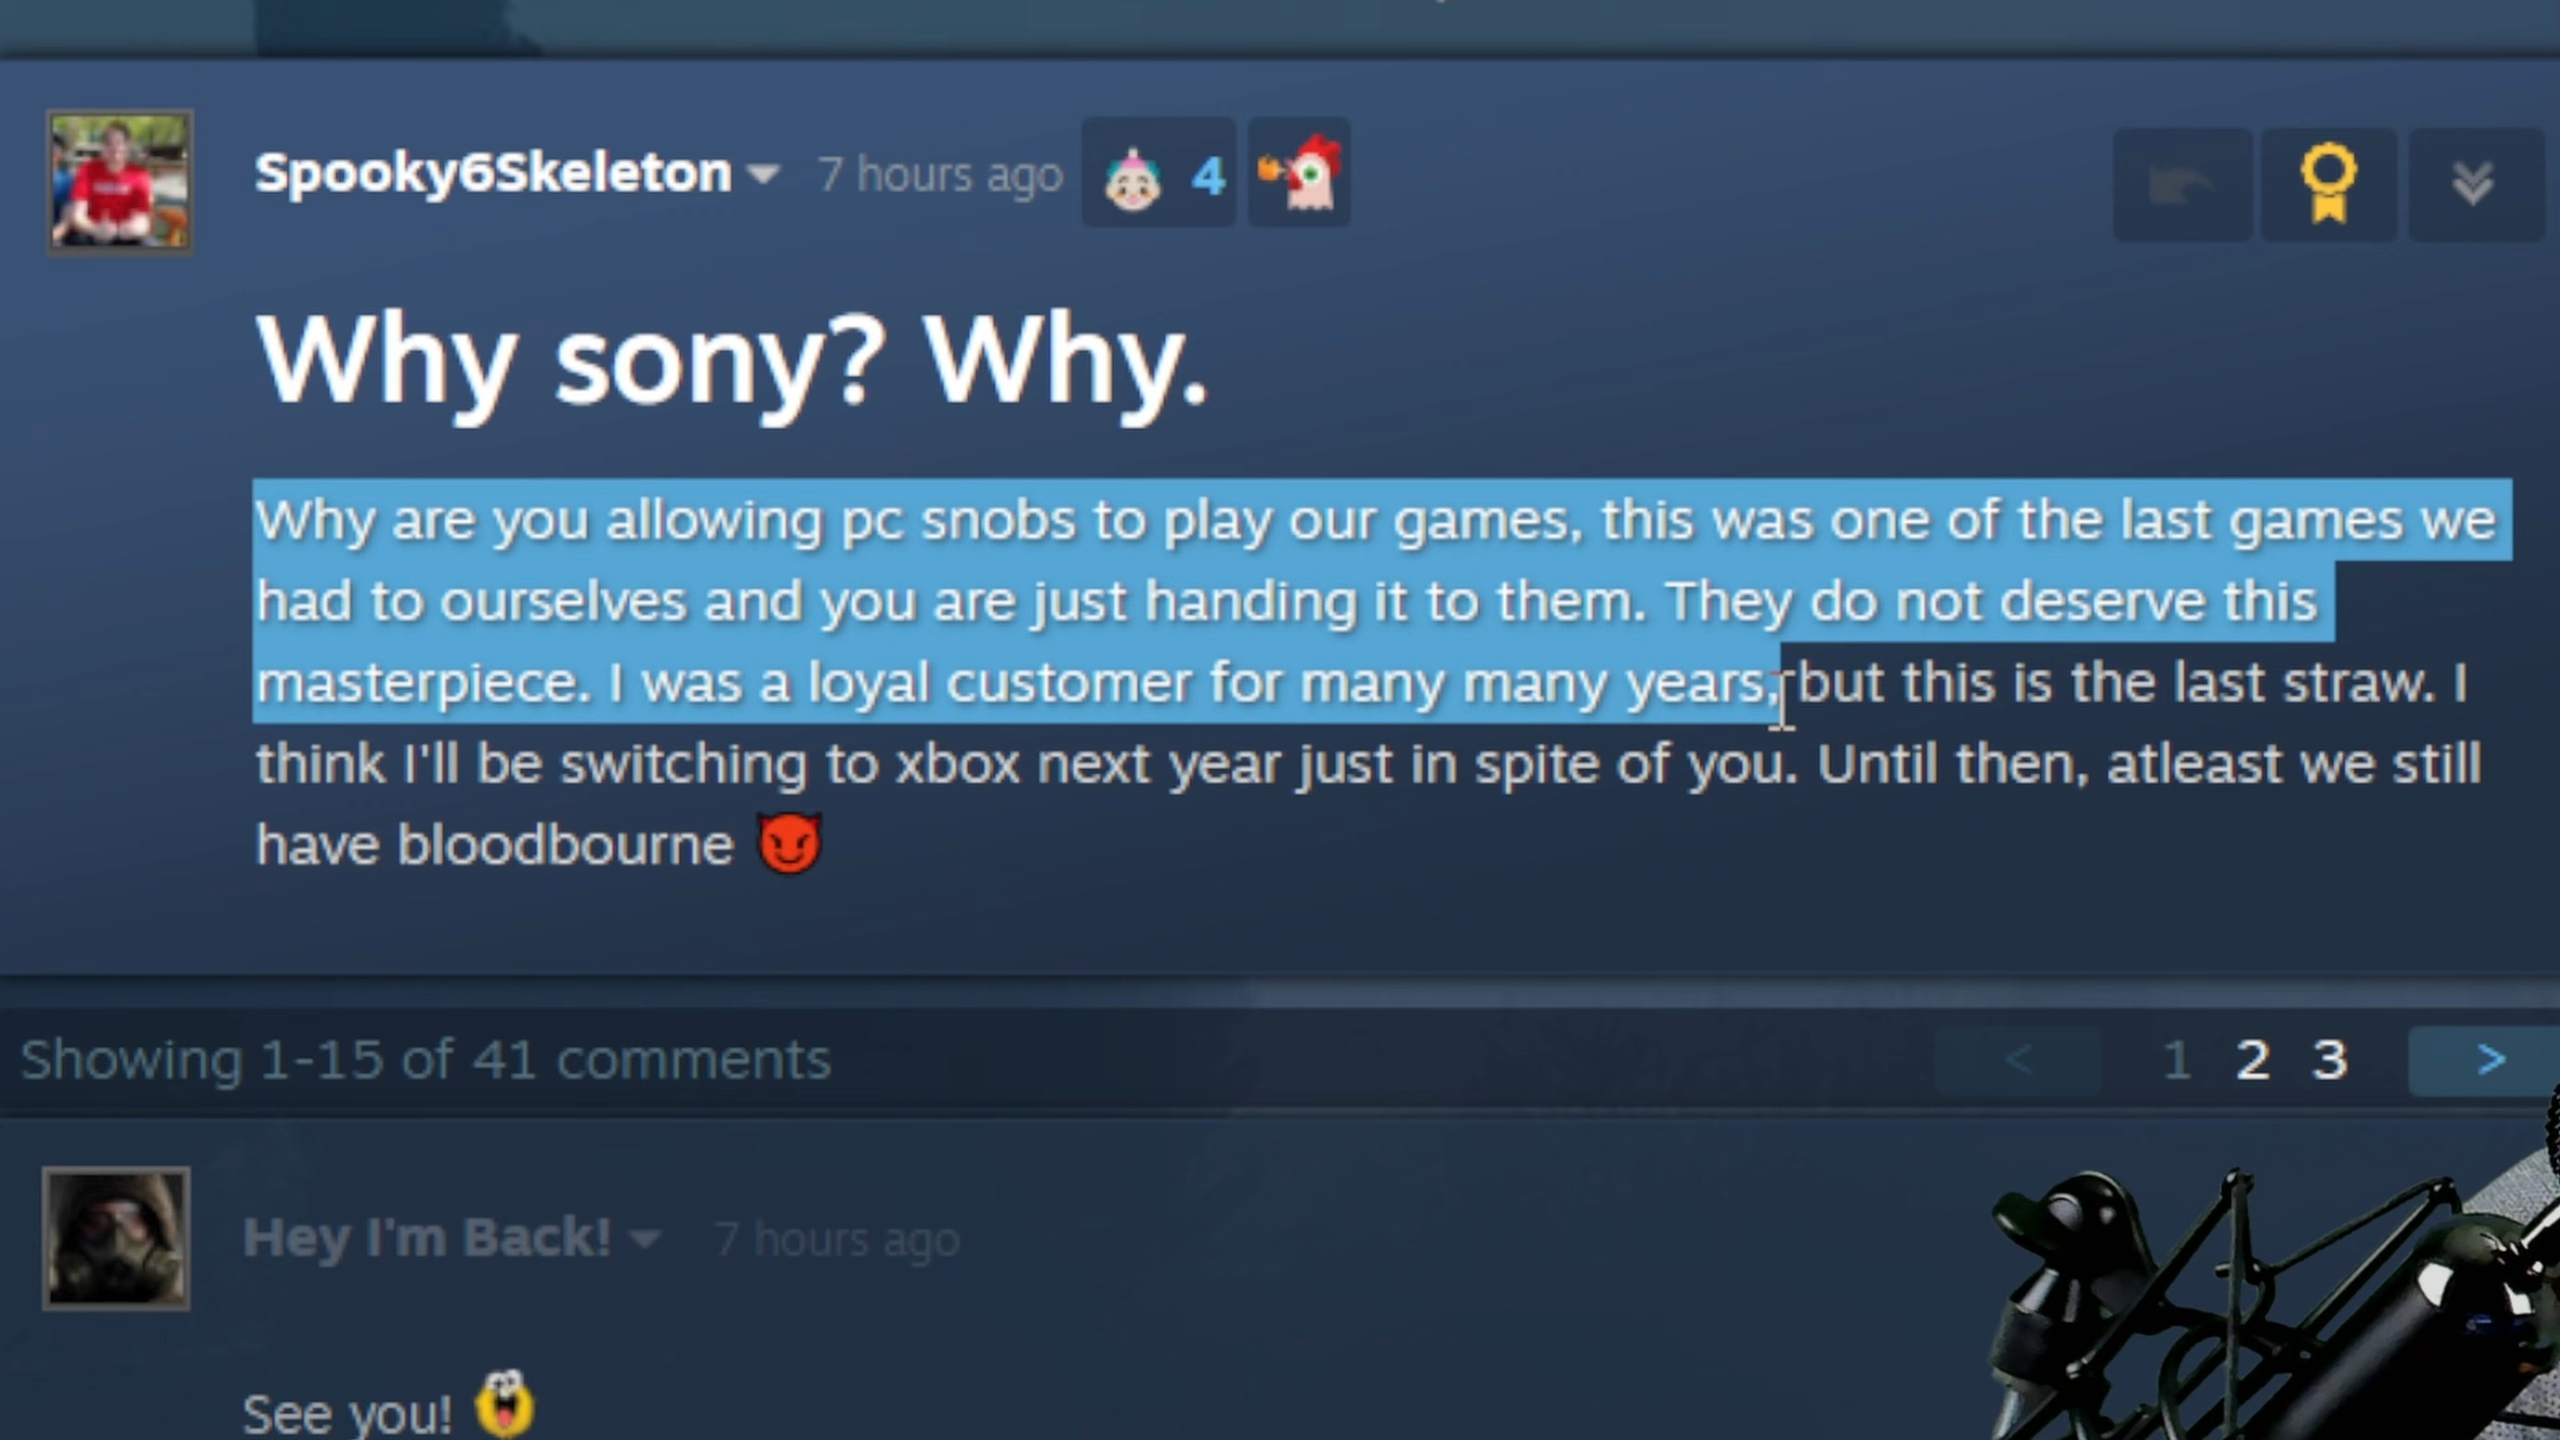 Spooky6Skeleton 7 hours ago 4
Why sony? Why.
Why are you allowing pc snobs to play our games, this was one of the last games we
had to ourselves and you are just handing it to them. They do not deserve this
masterpiece. I was a loyal customer for many many years, but this is the last straw. I
think I'll be switching to xbox next year just in spite of you. Until then, atleast we still
have bloodbourne 😈
Showing 1-15 of 41 comments < 1 2 3 >
Hey I'm Back! 7 hours ago
See you!